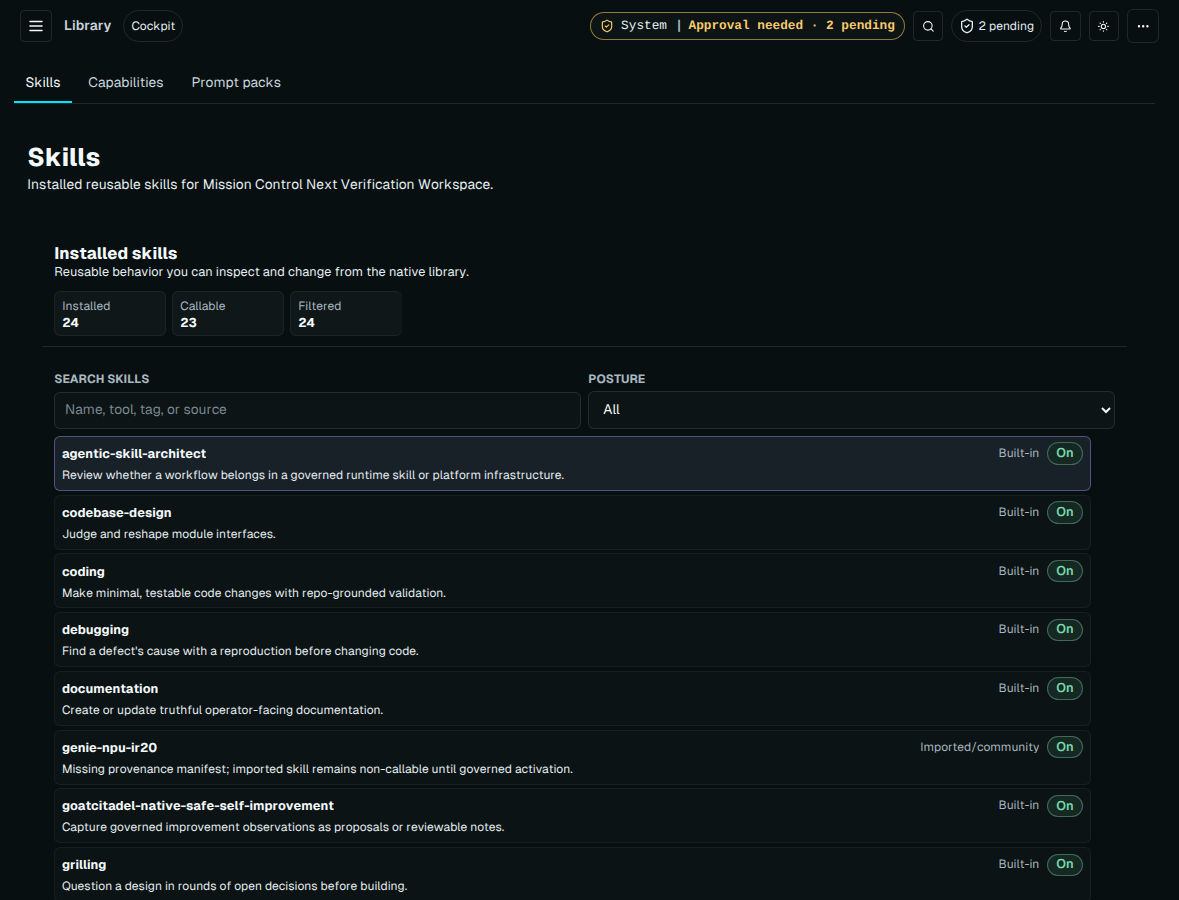 Library Cockpit System | Approval needed · 2 pending 2 pending
Skills Capabilities Prompt packs
Skills
Installed reusable skills for Mission Control Next Verification Workspace.
Installed skills
Reusable behavior you can inspect and change from the native library.
Installed Callable Filtered
24 23 24
SEARCH SKILLS POSTURE
Name, tool, tag, or source All
agentic-skill-architect Built-in On
Review whether a workflow belongs in a governed runtime skill or platform infrastructure.
codebase-design Built-in On
Judge and reshape module interfaces.
coding Built-in On
Make minimal, testable code changes with repo-grounded validation.
debugging Built-in On
Find a defect's cause with a reproduction before changing code.
documentation Built-in On
Create or update truthful operator-facing documentation.
genie-npu-ir20 Imported/community On
Missing provenance manifest; imported skill remains non-callable until governed activation.
goatcitadel-native-safe-self-improvement Built-in On
Capture governed improvement observations as proposals or reviewable notes.
grilling Built-in On
Question a design in rounds of open decisions before building.